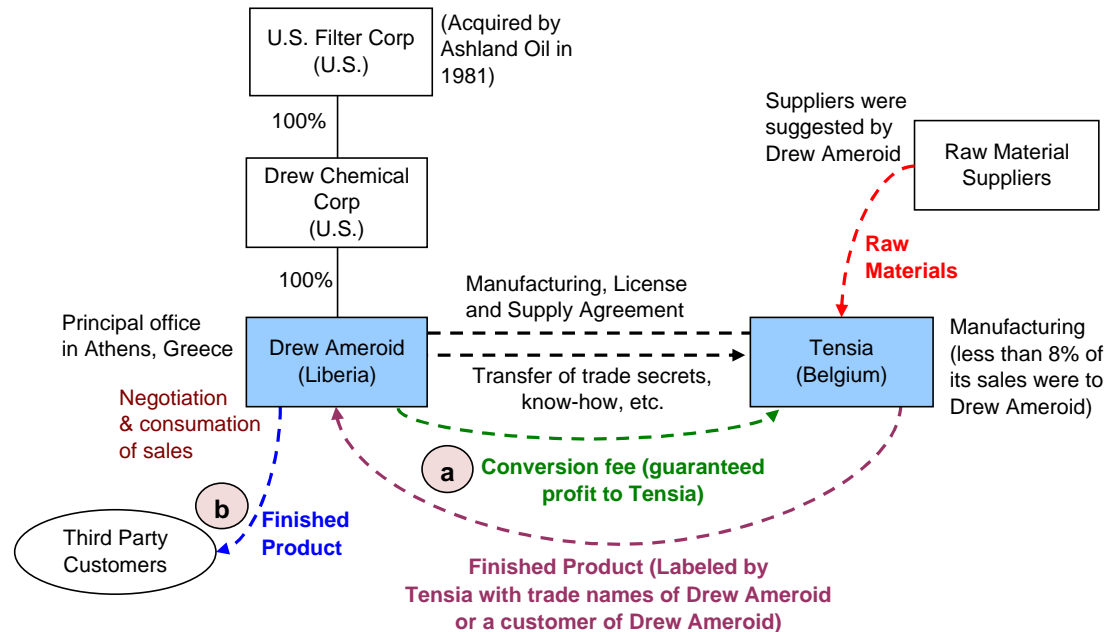 U.S. Filter Corp
(U.S.)
(Acquired by
Ashland Oil in
1981)
100%
Drew Chemical
Corp
(U.S.)
100%
Suppliers were
suggested by
Drew Ameroid
Raw Material
Suppliers
Raw
Materials
Principal office
in Athens, Greece
Drew Ameroid
(Liberia)
Manufacturing, License
and Supply Agreement
Transfer of trade secrets,
know-how, etc.
Tensia
(Belgium)
Manufacturing
(less than 8% of
its sales were to
Drew Ameroid)
Negotiation
& consumation
of sales
a
Conversion fee (guaranteed
profit to Tensia)
b
Finished
Product
Third Party
Customers
Finished Product (Labeled by
Tensia with trade names of Drew Ameroid
or a customer of Drew Ameroid)